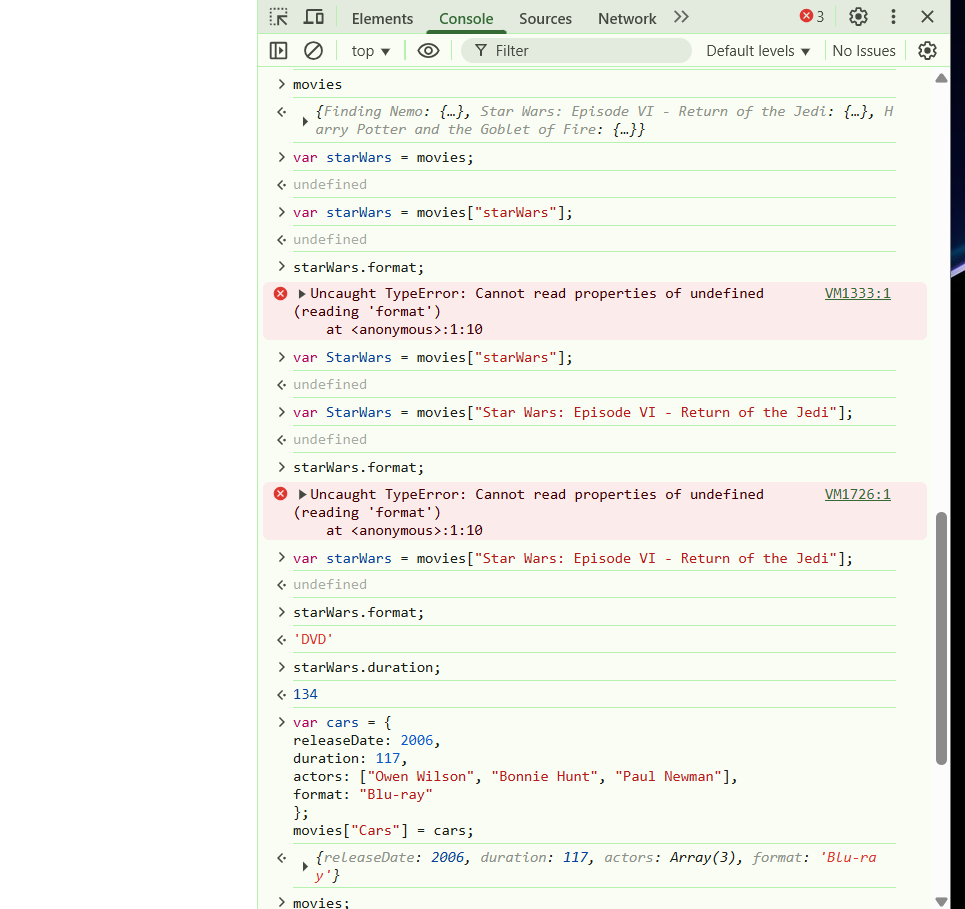 Elements Console Sources Network 3
top Filter Default levels No Issues
movies
{Finding Nemo: {…}, Star Wars: Episode VI - Return of the Jedi: {…}, H
arry Potter and the Goblet of Fire: {…}}
var starWars = movies;
undefined
var starWars = movies["starWars"];
undefined
starWars.format;
Uncaught TypeError: Cannot read properties of undefined VM1333:1
(reading 'format')
at <anonymous>:1:10
var StarWars = movies["starWars"];
undefined
var StarWars = movies["Star Wars: Episode VI - Return of the Jedi"];
undefined
starWars.format;
Uncaught TypeError: Cannot read properties of undefined VM1726:1
(reading 'format')
at <anonymous>:1:10
var starWars = movies["Star Wars: Episode VI - Return of the Jedi"];
undefined
starWars.format;
'DVD'
starWars.duration;
134
var cars = {
releaseDate: 2006,
duration: 117,
actors: ["Owen Wilson", "Bonnie Hunt", "Paul Newman"],
format: "Blu-ray"
};
movies["Cars"] = cars;
{releaseDate: 2006, duration: 117, actors: Array(3), format: 'Blu-ra
y'}
movies;